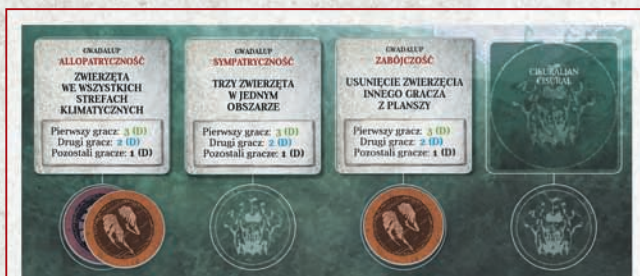 GWADALUP
ALLOPATRYCZNOŚĆ
ZWIERZĘTA
WE WSZYSTKICH
STREFACH
KLIMATYCZNYCH
Pierwszy gracz: 3 (D)
Drugi gracz: 2 (D)
Pozostali gracze: 1 (D)
GWADALUP
SYMPATRYCZNOŚĆ
TRZY ZWIERZĘTA
W JEDNYM
OBSZARZE
Pierwszy gracz: 3 (D)
Drugi gracz: 2 (D)
Pozostali gracze: 1 (D)
GWADALUP
ZABÓJCZOŚĆ
USUNIĘCIE ZWIERZĘCIA
INNEGO GRACZA
Z PLANSZY
Pierwszy gracz: 3 (D)
Drugi gracz: 2 (D)
Pozostali gracze: 1 (D)
CISURALIAN
CISURAL